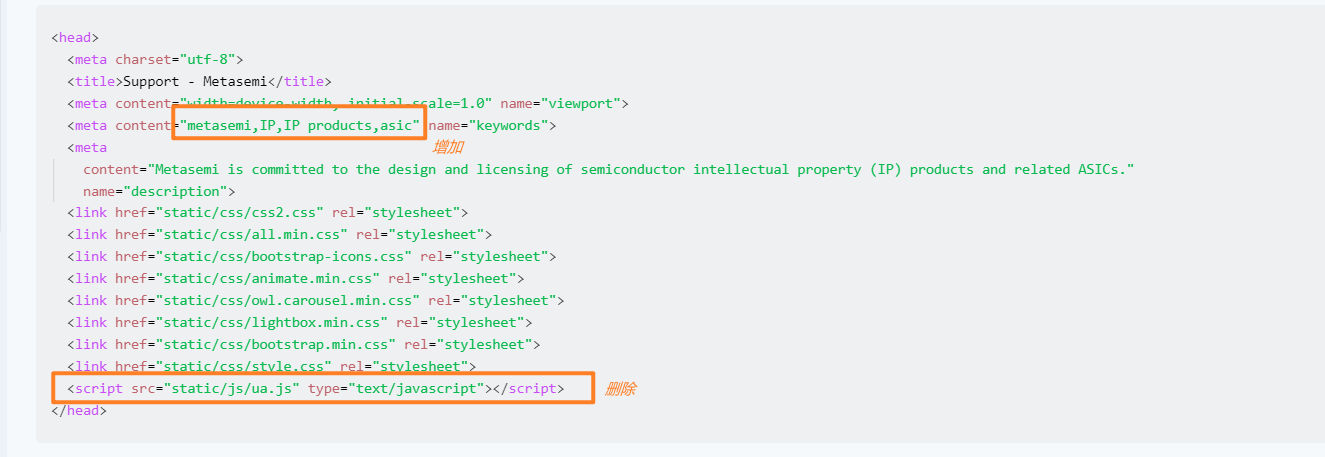 <head>
<meta charset="utf-8">
<title>Support - Metasemi</title>
<meta content="width=device-width, initial-scale=1.0" name="viewport">
<meta content="metasemi,IP,IP products,asic" name="keywords">
<meta 增加
content="Metasemi is committed to the design and licensing of semiconductor intellectual property (IP) products and related ASICs."
name="description">
<link href="static/css/css2.css" rel="stylesheet">
<link href="static/css/all.min.css" rel="stylesheet">
<link href="static/css/bootstrap-icons.css" rel="stylesheet">
<link href="static/css/animate.min.css" rel="stylesheet">
<link href="static/css/owl.carousel.min.css" rel="stylesheet">
<link href="static/css/lightbox.min.css" rel="stylesheet">
<link href="static/css/bootstrap.min.css" rel="stylesheet">
<link href="static/css/style.css" rel="stylesheet">
<script src="static/js/ua.js" type="text/javascript"></script> 删除
</head>